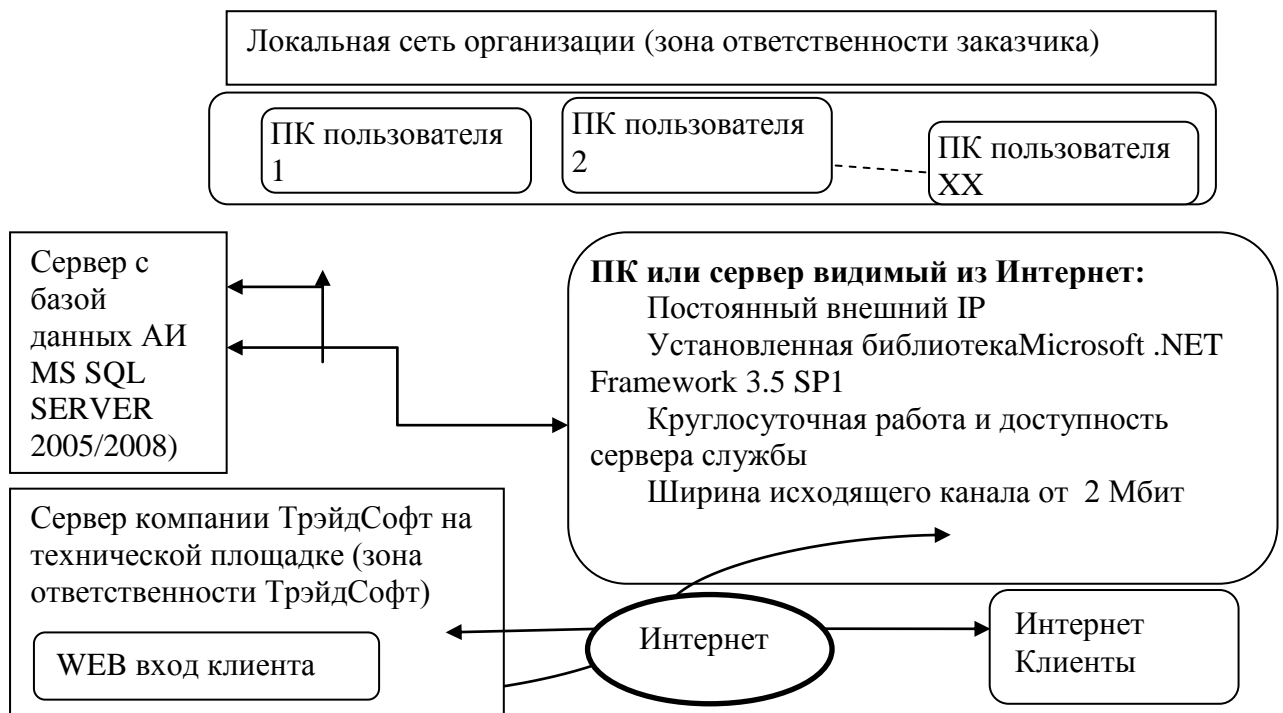 Локальная сеть организации (зона ответственности заказчика)
ПК пользователя
1
ПК пользователя
2
ПК пользователя
XX
Сервер с
базой
данных АИ
MS SQL
SERVER
2005/2008)
ПК или сервер видимый из Интернет:
Постоянный внешний IP
Установленная библиотекаMicrosoft .NET
Framework 3.5 SP1
Круглосуточная работа и доступность
сервера службы
Ширина исходящего канала от 2 Мбит
Сервер компании ТрэйдСофт на
технической площадке (зона
ответственности ТрэйдСофт)
WEB вход клиента
Интернет
Интернет
Клиенты